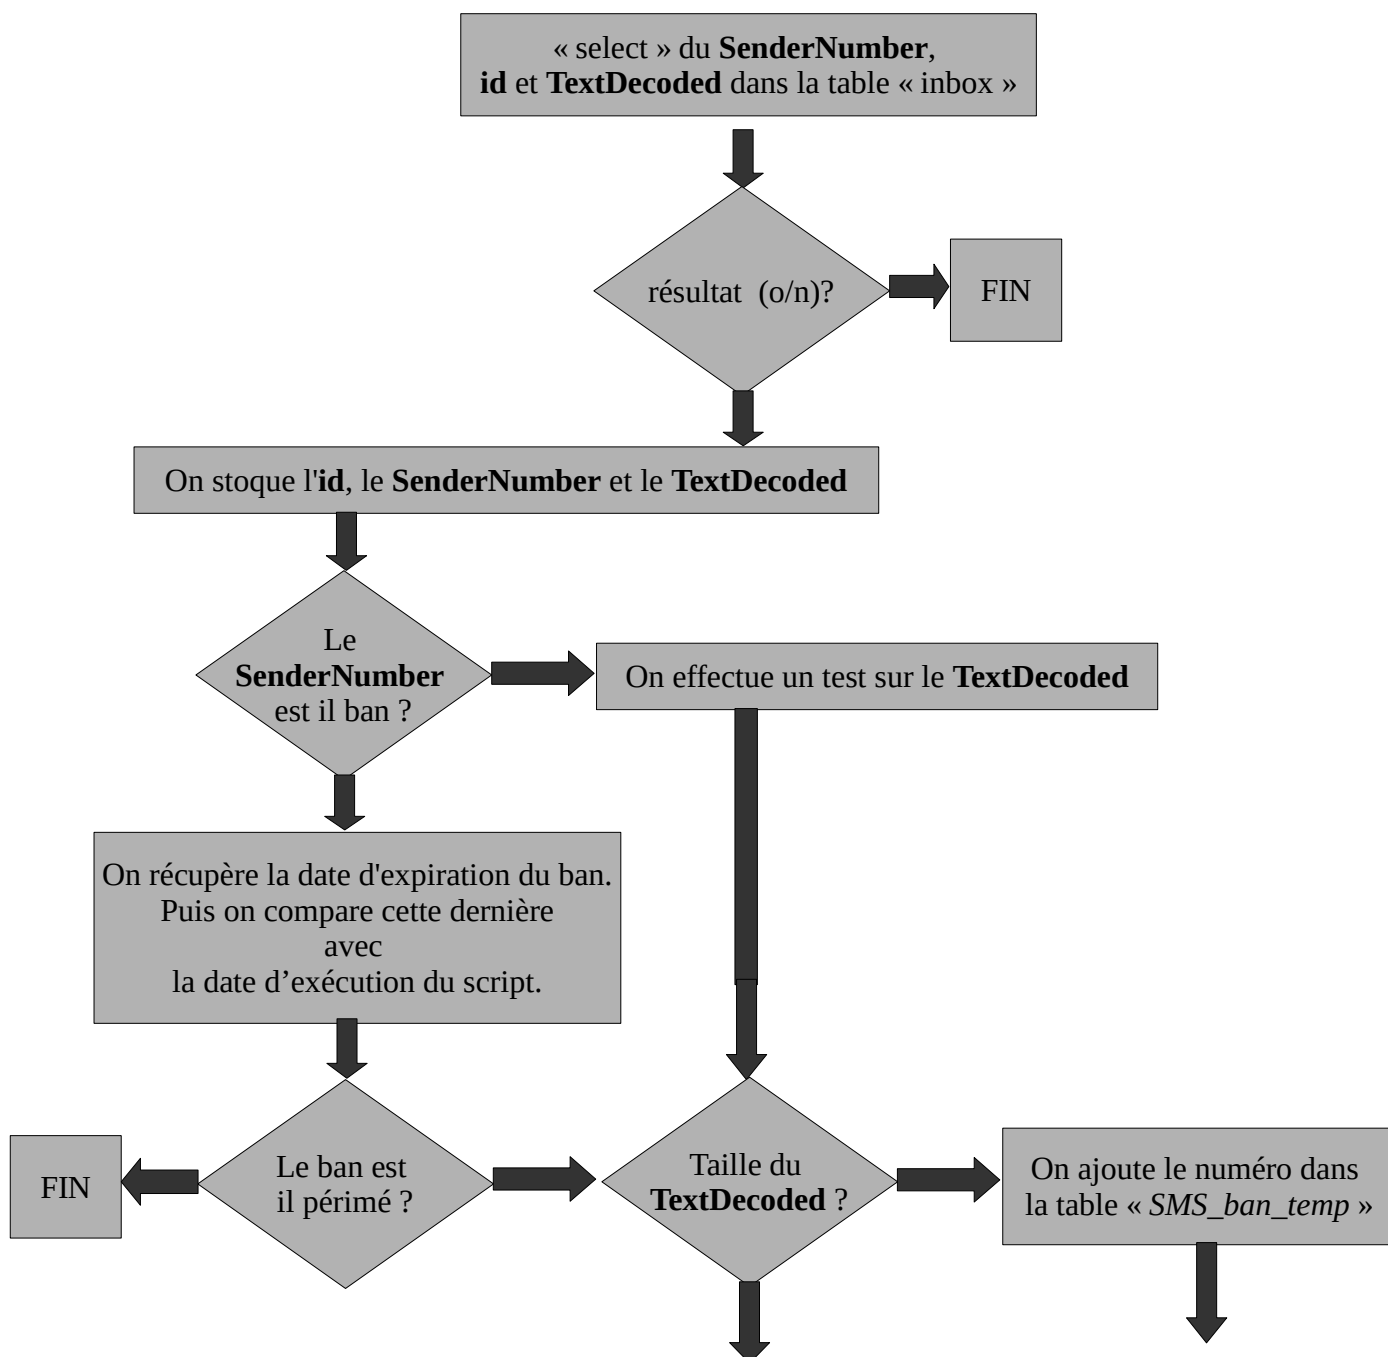 « select » du SenderNumber,
id et TextDecoded dans la table « inbox »
résultat  (o/n)?
FIN
On stoque l'id, le SenderNumber et le TextDecoded
Le
SenderNumber
est il ban ?
On effectue un test sur le TextDecoded
On récupère la date d'expiration du ban.
Puis on compare cette dernière
avec
la date d’exécution du script.
FIN
Le ban est
il périmé ?
Taille du
TextDecoded ?
On ajoute le numéro dans
la table « SMS_ban_temp »